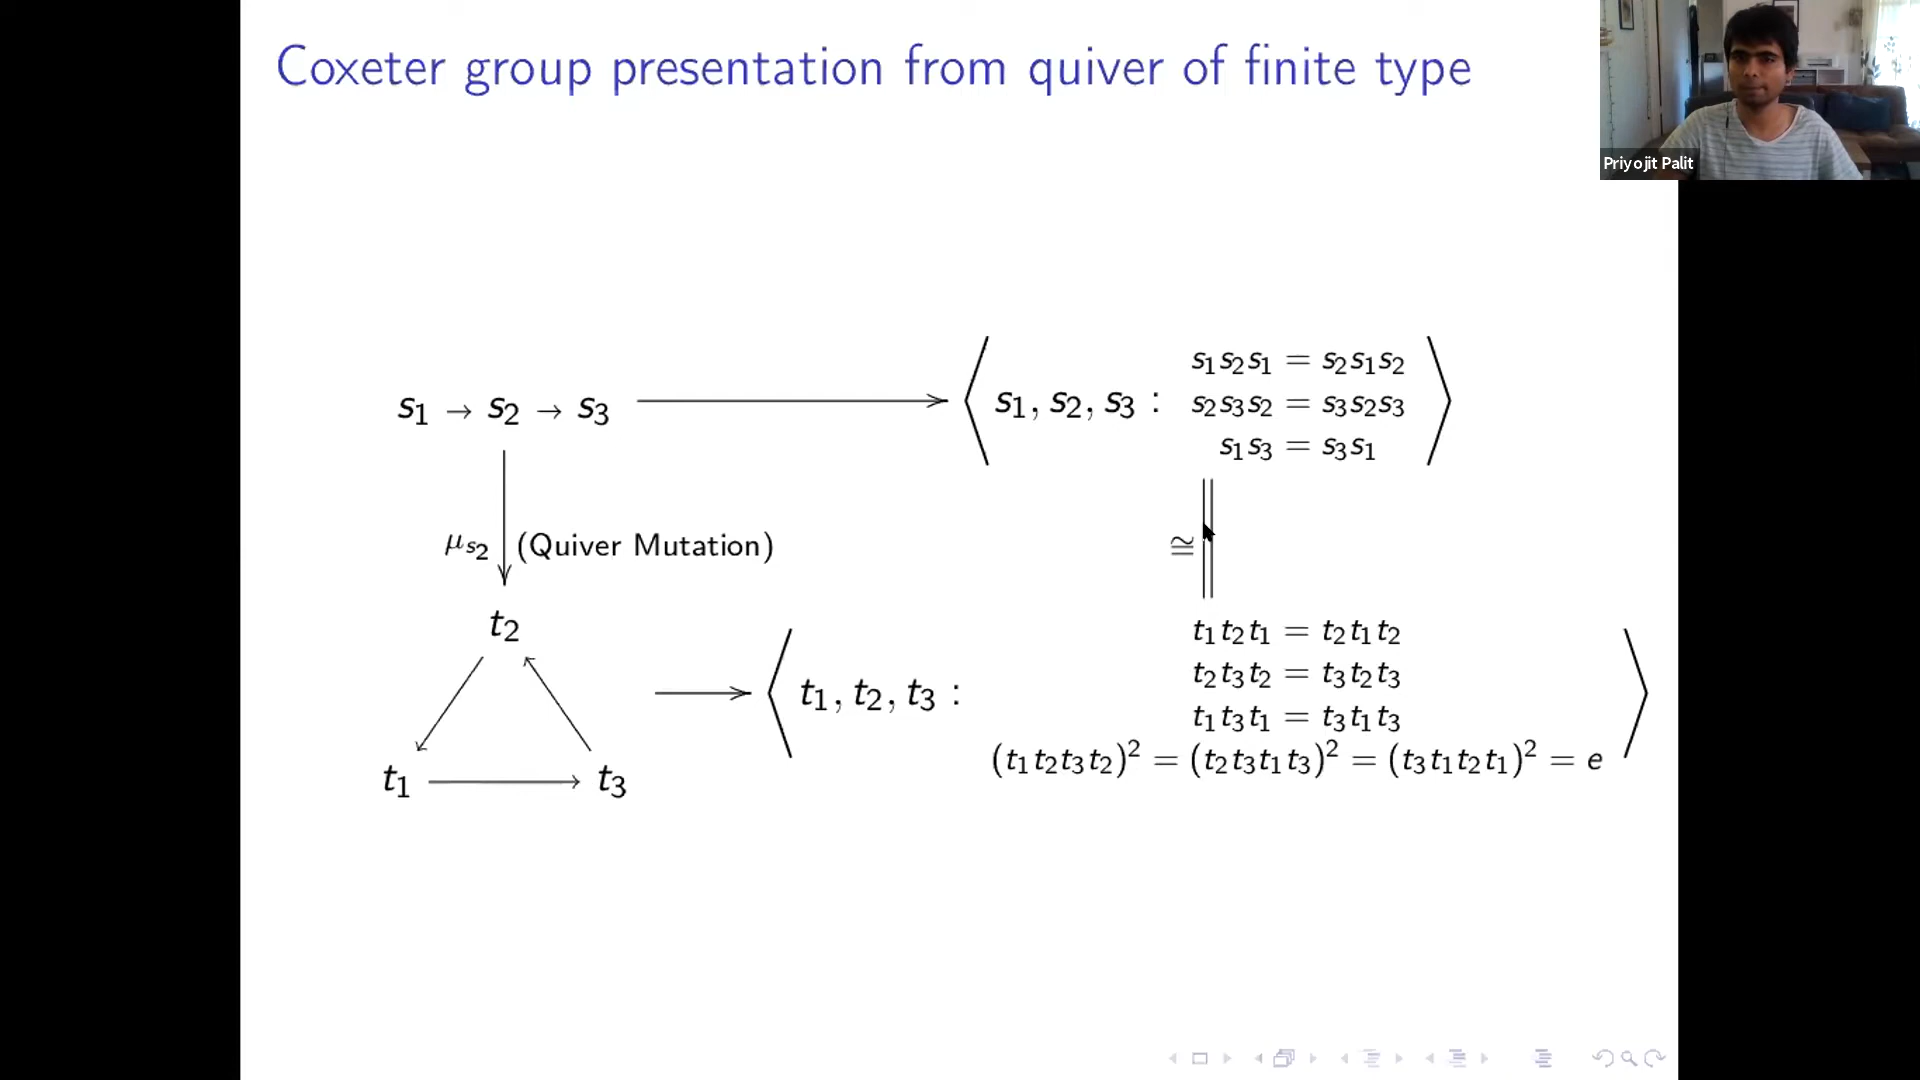 Coxeter group presentation from quiver of finite type
Priyojit Palit
s₁ → s₂ → s₃
⟨ s₁, s₂, s₃ :
s₁s₂s₁ = s₂s₁s₂
s₂s₃s₂ = s₃s₂s₃
s₁s₃ = s₃s₁ ⟩
μₛ₂ (Quiver Mutation)
≅
t₂
t₁ t₃
⟨ t₁, t₂, t₃ :
t₁t₂t₁ = t₂t₁t₂
t₂t₃t₂ = t₃t₂t₃
t₁t₃t₁ = t₃t₁t₃
(t₁t₂t₃t₂)² = (t₂t₃t₁t₃)² = (t₃t₁t₂t₁)² = e ⟩